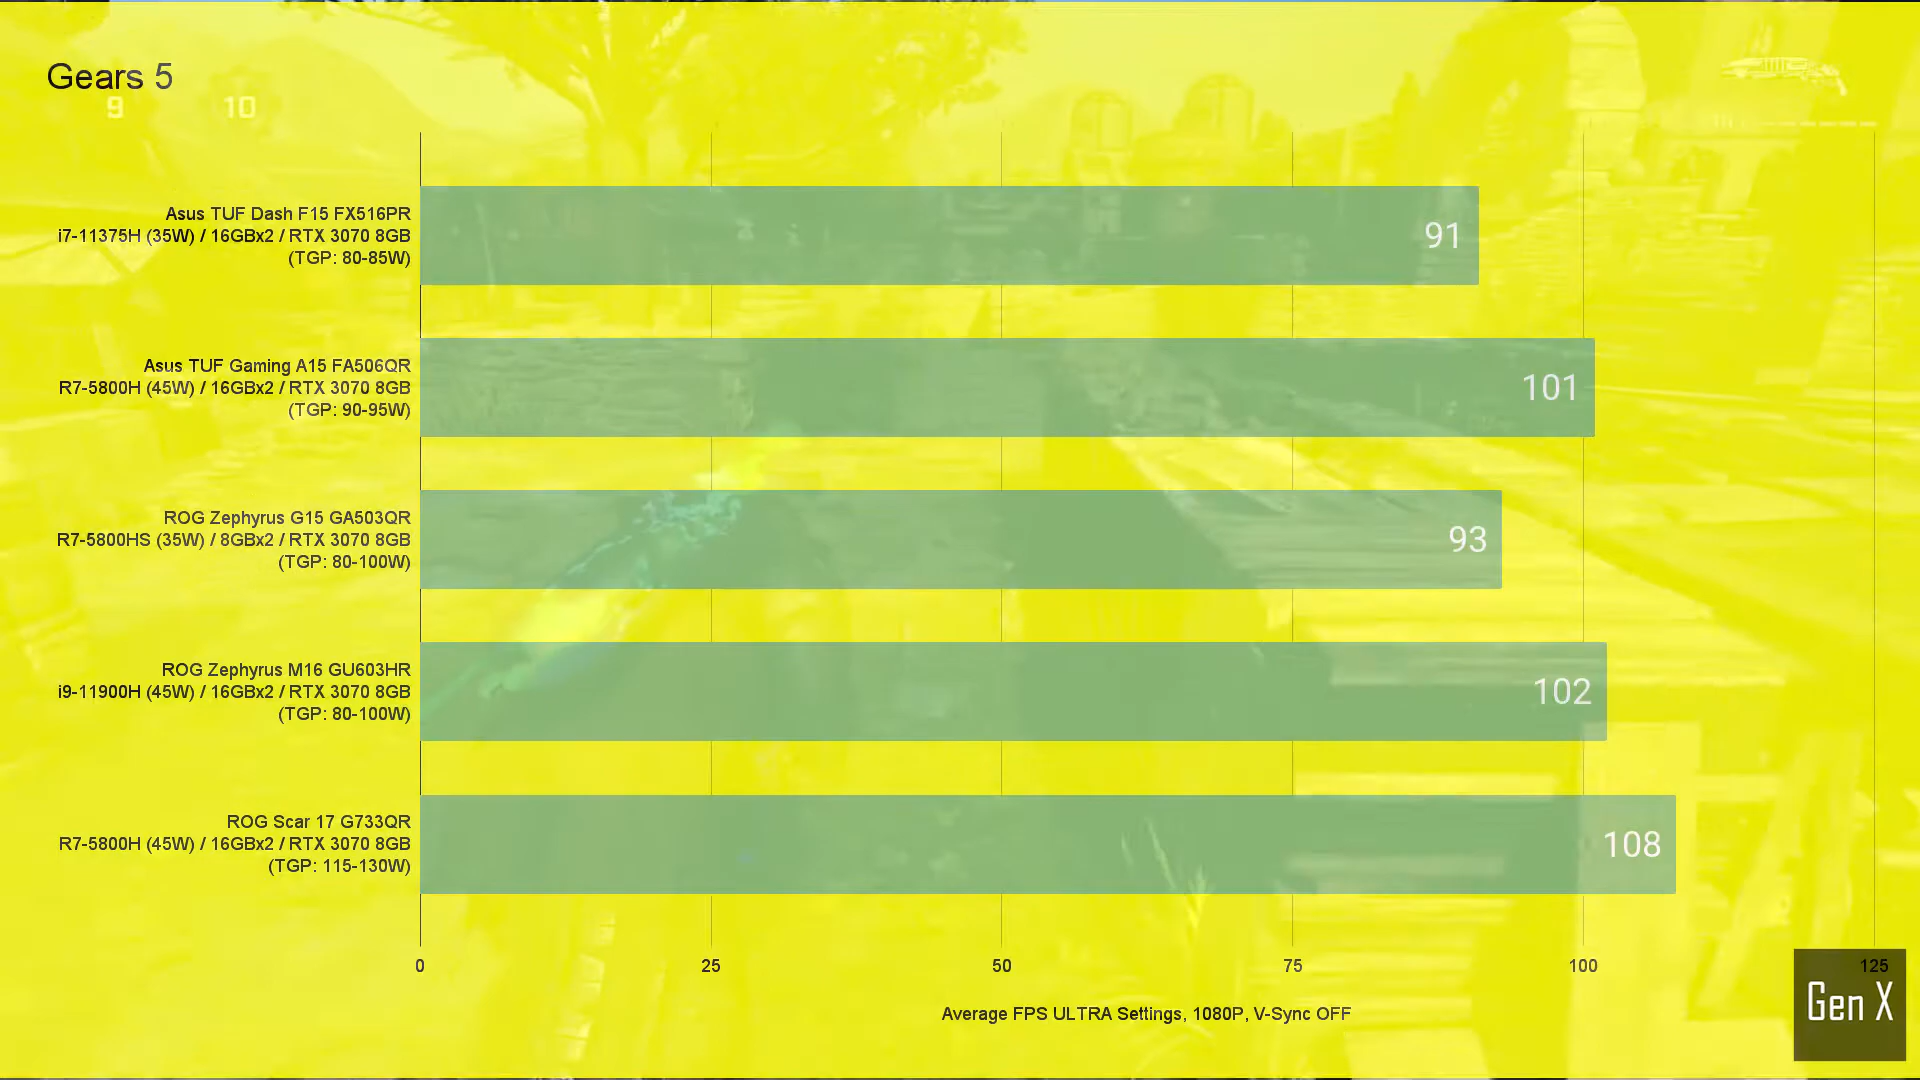 Gears 5
9 10
Asus TUF Dash F15 FX516PR
i7-11375H (35W) / 16GBx2 / RTX 3070 8GB
(TGP: 80-85W)
91
Asus TUF Gaming A15 FA506QR
R7-5800H (45W) / 16GBx2 / RTX 3070 8GB
(TGP: 90-95W)
101
ROG Zephyrus G15 GA503QR
R7-5800HS (35W) / 8GBx2 / RTX 3070 8GB
(TGP: 80-100W)
93
ROG Zephyrus M16 GU603HR
i9-11900H (45W) / 16GBx2 / RTX 3070 8GB
(TGP: 80-100W)
102
ROG Scar 17 G733QR
R7-5800H (45W) / 16GBx2 / RTX 3070 8GB
(TGP: 115-130W)
108
0 25 50 75 100 125
Average FPS ULTRA Settings, 1080P, V-Sync OFF
Gen X